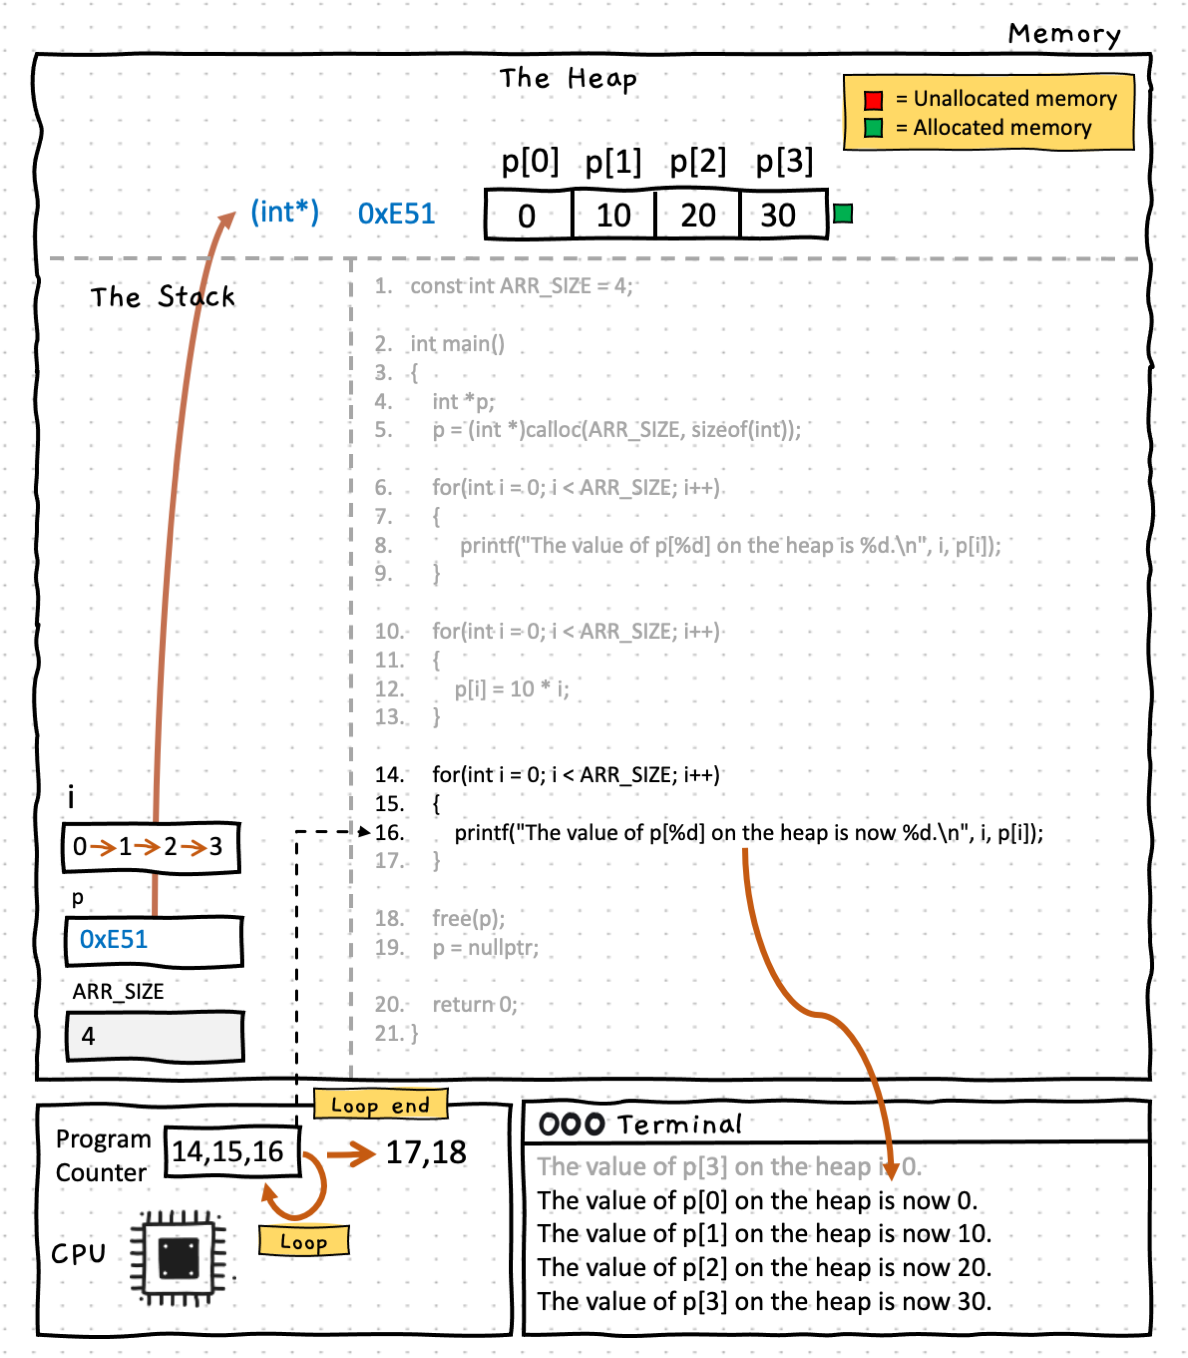 Memory
The Heap
= Unallocated memory
= Allocated memory
p[0] p[1] p[2] p[3]
(int*) 0xE51 0 10 20 30
The Stack
1. const int ARR_SIZE = 4;
2. int main()
3. {
4. int *p;
5. p = (int *)calloc(ARR_SIZE, sizeof(int));
6. for(int i = 0; i < ARR_SIZE; i++)
7. {
8. printf("The value of p[%d] on the heap is %d.\n", i, p[i]);
9. }
10. for(int i = 0; i < ARR_SIZE; i++)
11. {
12. p[i] = 10 * i;
13. }
14. for(int i = 0; i < ARR_SIZE; i++)
15. {
16. printf("The value of p[%d] on the heap is now %d.\n", i, p[i]);
17. }
18. free(p);
19. p = nullptr;
20. return 0;
21. }
i
0 1 2 3
p
0xE51
ARR_SIZE
4
Loop end
Program
Counter
14,15,16
17,18
Loop
CPU
Terminal
The value of p[3] on the heap is 0.
The value of p[0] on the heap is now 0.
The value of p[1] on the heap is now 10.
The value of p[2] on the heap is now 20.
The value of p[3] on the heap is now 30.